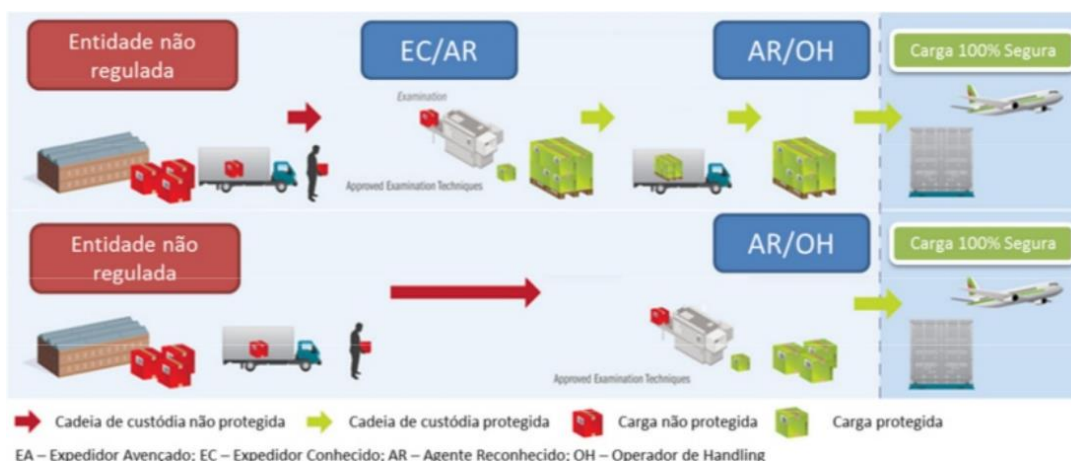 Entidade não
regulada
EC/AR
AR/OH
Carga 100% Segura
Examination
Approved Examination Techniques
Entidade não
regulada
AR/OH
Carga 100% Segura
Approved Examination Techniques
Cadeia de custódia não protegida
Cadeia de custódia protegida
Carga não protegida
Carga protegida
EA – Expedidor Avençado; EC – Expedidor Conhecido; AR – Agente Reconhecido; OH – Operador de Handling